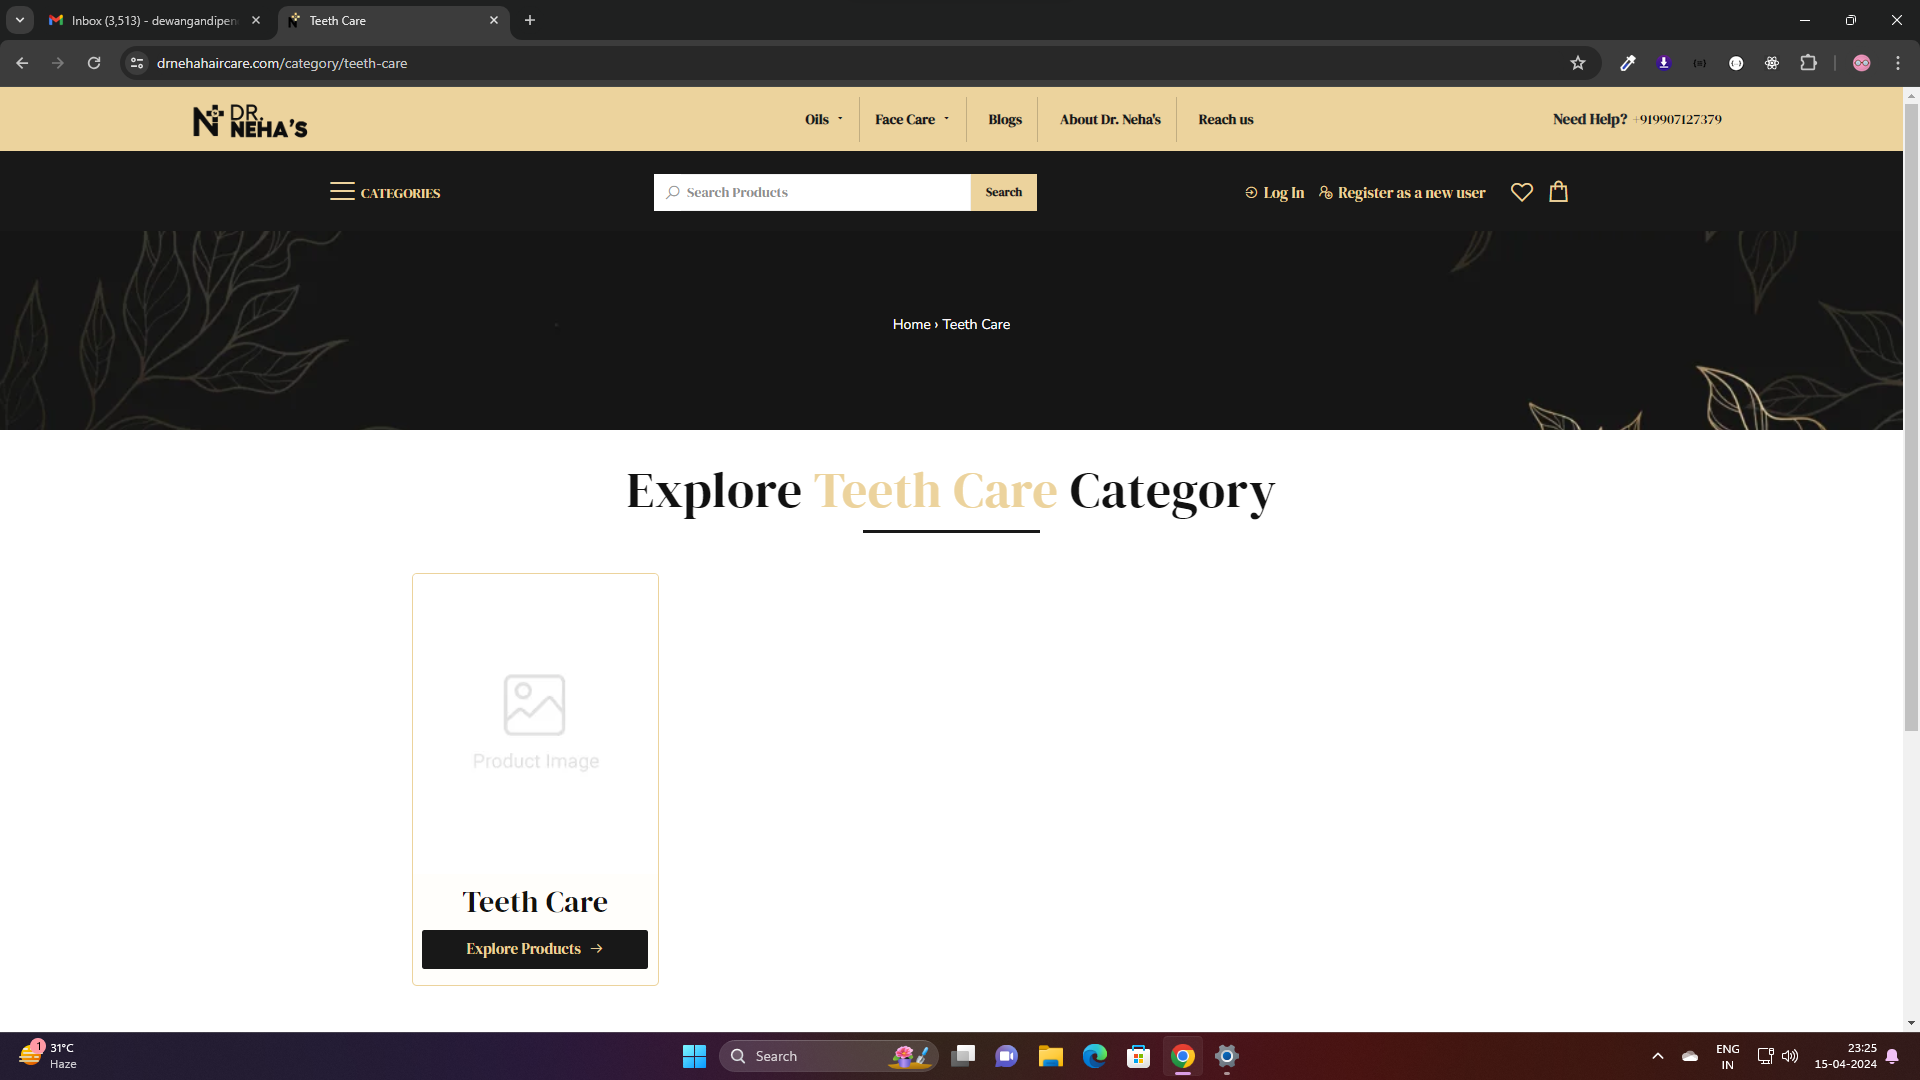 Inbox (3,513) - dewangandipen
Teeth Care
drnehahaircare.com/category/teeth-care
DR. NEHA'S
Oils
Face Care
Blogs
About Dr. Neha's
Reach us
Need Help? +919907127379
CATEGORIES
Search Products
Search
Log In
Register as a new user
Home › Teeth Care
Explore Teeth Care Category
Product Image
Teeth Care
Explore Products →
1
31°C
Haze
Search
ENG
IN
23:25
15-04-2024